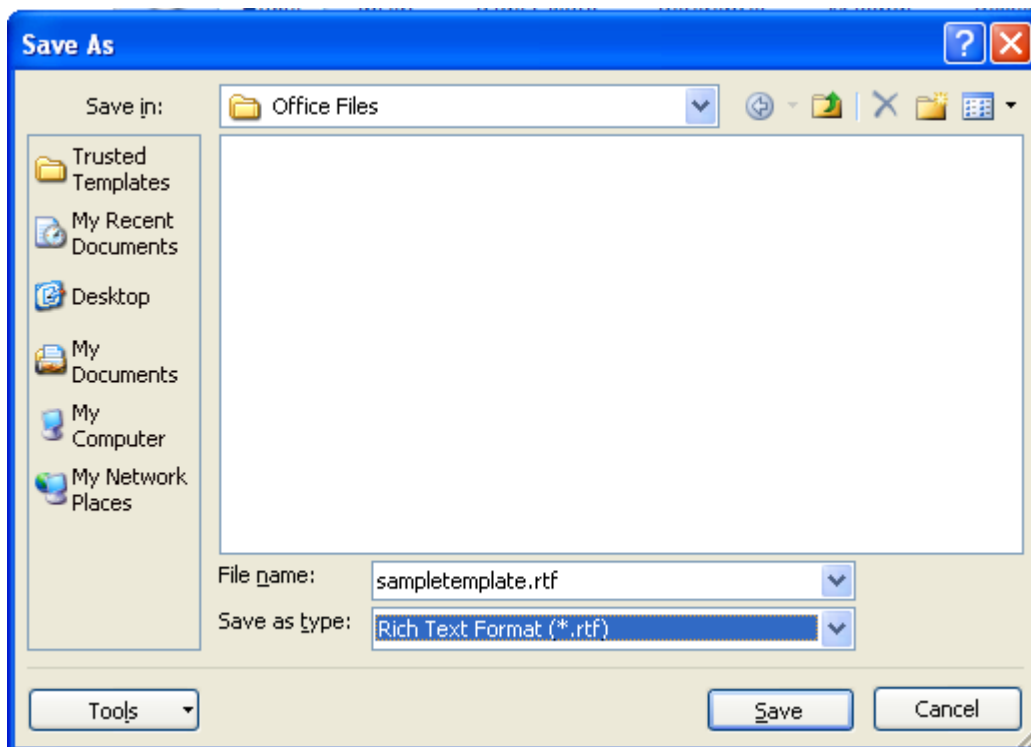 Save As
Save in:
Office Files
Trusted
Templates
My Recent
Documents
Desktop
My
Documents
My
Computer
My Network
Places
File name:
sampletemplate.rtf
Save as type:
Rich Text Format (*.rtf)
Tools
Save
Cancel